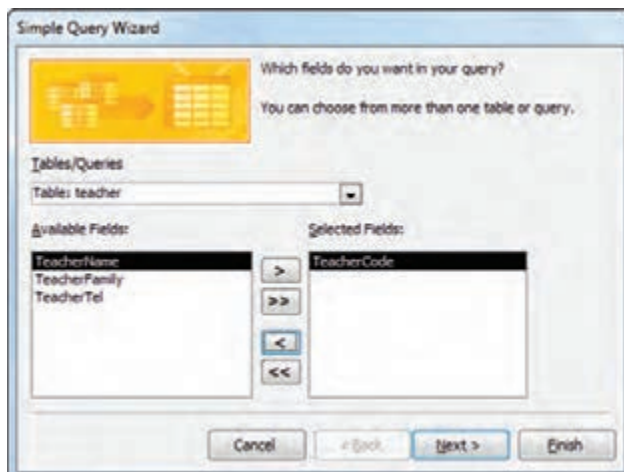 Simple Query Wizard
Which fields do you want in your query?
You can choose from more than one table or query.
Tables/Queries
Table: teacher
Available Fields:
Selected Fields:
TeacherName
TeacherFamily
TeacherTel
TeacherCode
>
>>
<
<<
Cancel
< Back
Next >
Finish